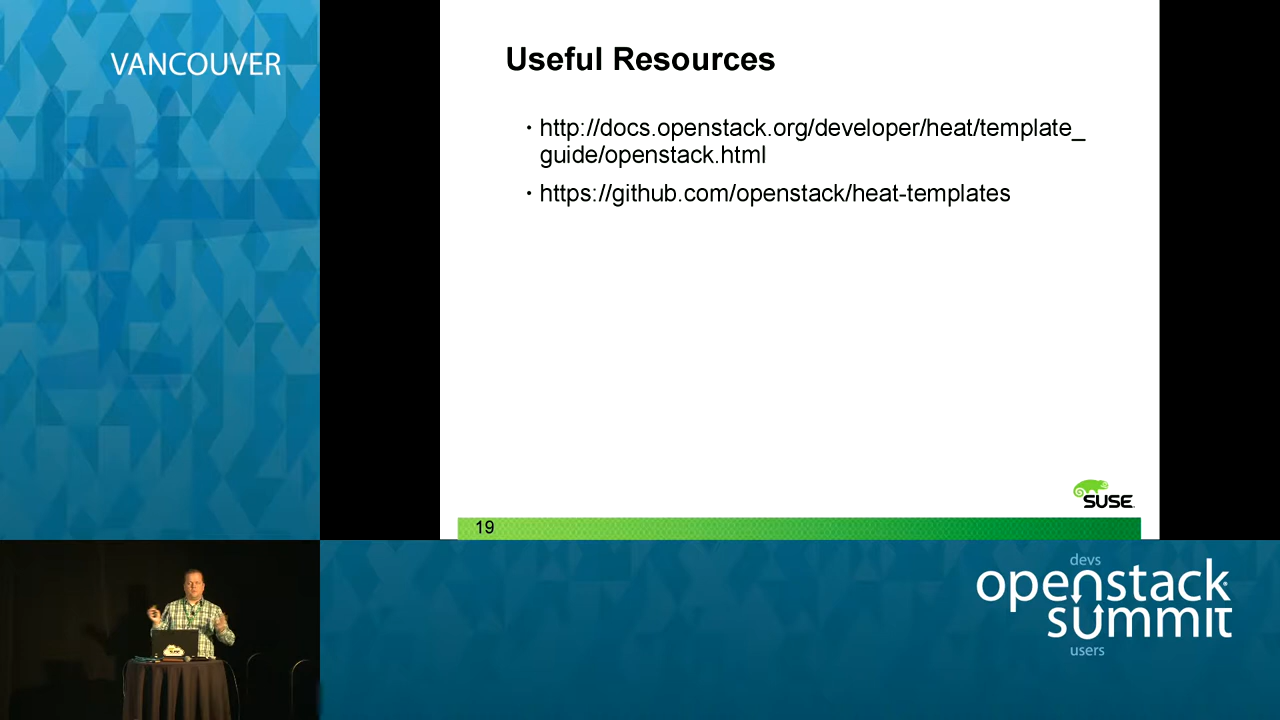 VANCOUVER
Useful Resources
· http://docs.openstack.org/developer/heat/template_
guide/openstack.html
· https://github.com/openstack/heat-templates
SUSE
19
devs
openstack
summit
users